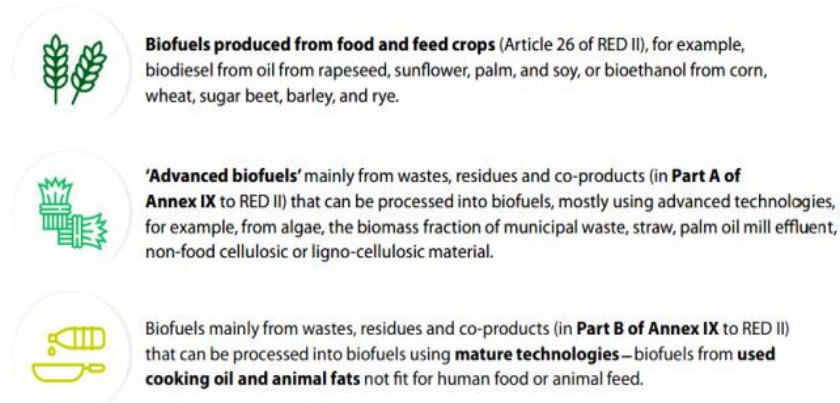 Biofuels produced from food and feed crops (Article 26 of RED II), for example,
biodiesel from oil from rapeseed, sunflower, palm, and soy, or bioethanol from corn,
wheat, sugar beet, barley, and rye.
'Advanced biofuels' mainly from wastes, residues and co-products (in Part A of
Annex IX to RED II) that can be processed into biofuels, mostly using advanced technologies,
for example, from algae, the biomass fraction of municipal waste, straw, palm oil mill effluent,
non-food cellulosic or ligno-cellulosic material.
Biofuels mainly from wastes, residues and co-products (in Part B of Annex IX to RED II)
that can be processed into biofuels using mature technologies – biofuels from used
cooking oil and animal fats not fit for human food or animal feed.